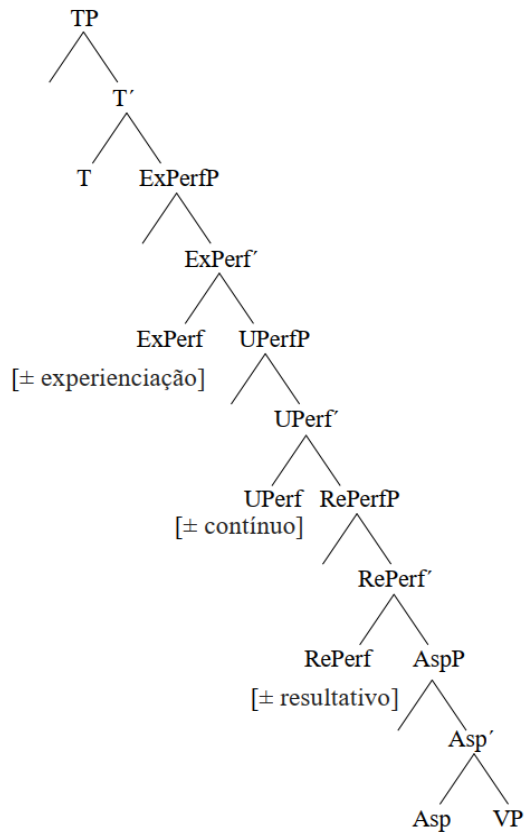 TP
T´
T ExPerfP
ExPerf´
ExPerf UPerfP
[± experienciação]
UPerf´
UPerf RePerfP
[± contínuo]
RePerf´
RePerf AspP
[± resultativo]
Asp´
Asp VP